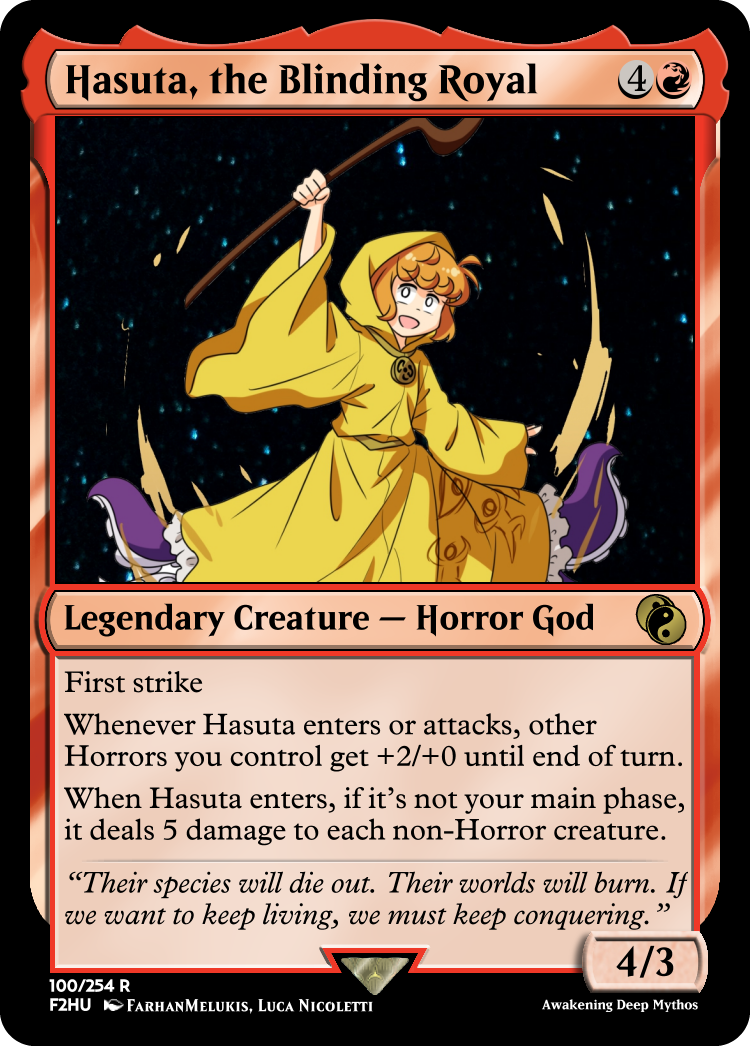 Hasuta, the Blinding Royal 4
Legendary Creature — Horror God
First strike
Whenever Hasuta enters or attacks, other
Horrors you control get +2/+0 until end of turn.
When Hasuta enters, if it's not your main phase,
it deals 5 damage to each non-Horror creature.
“Their species will die out. Their worlds will burn. If
we want to keep living, we must keep conquering.”
4/3
100/254 R
F2HU FarhanMelukis, Luca Nicoletti
Awakening Deep Mythos